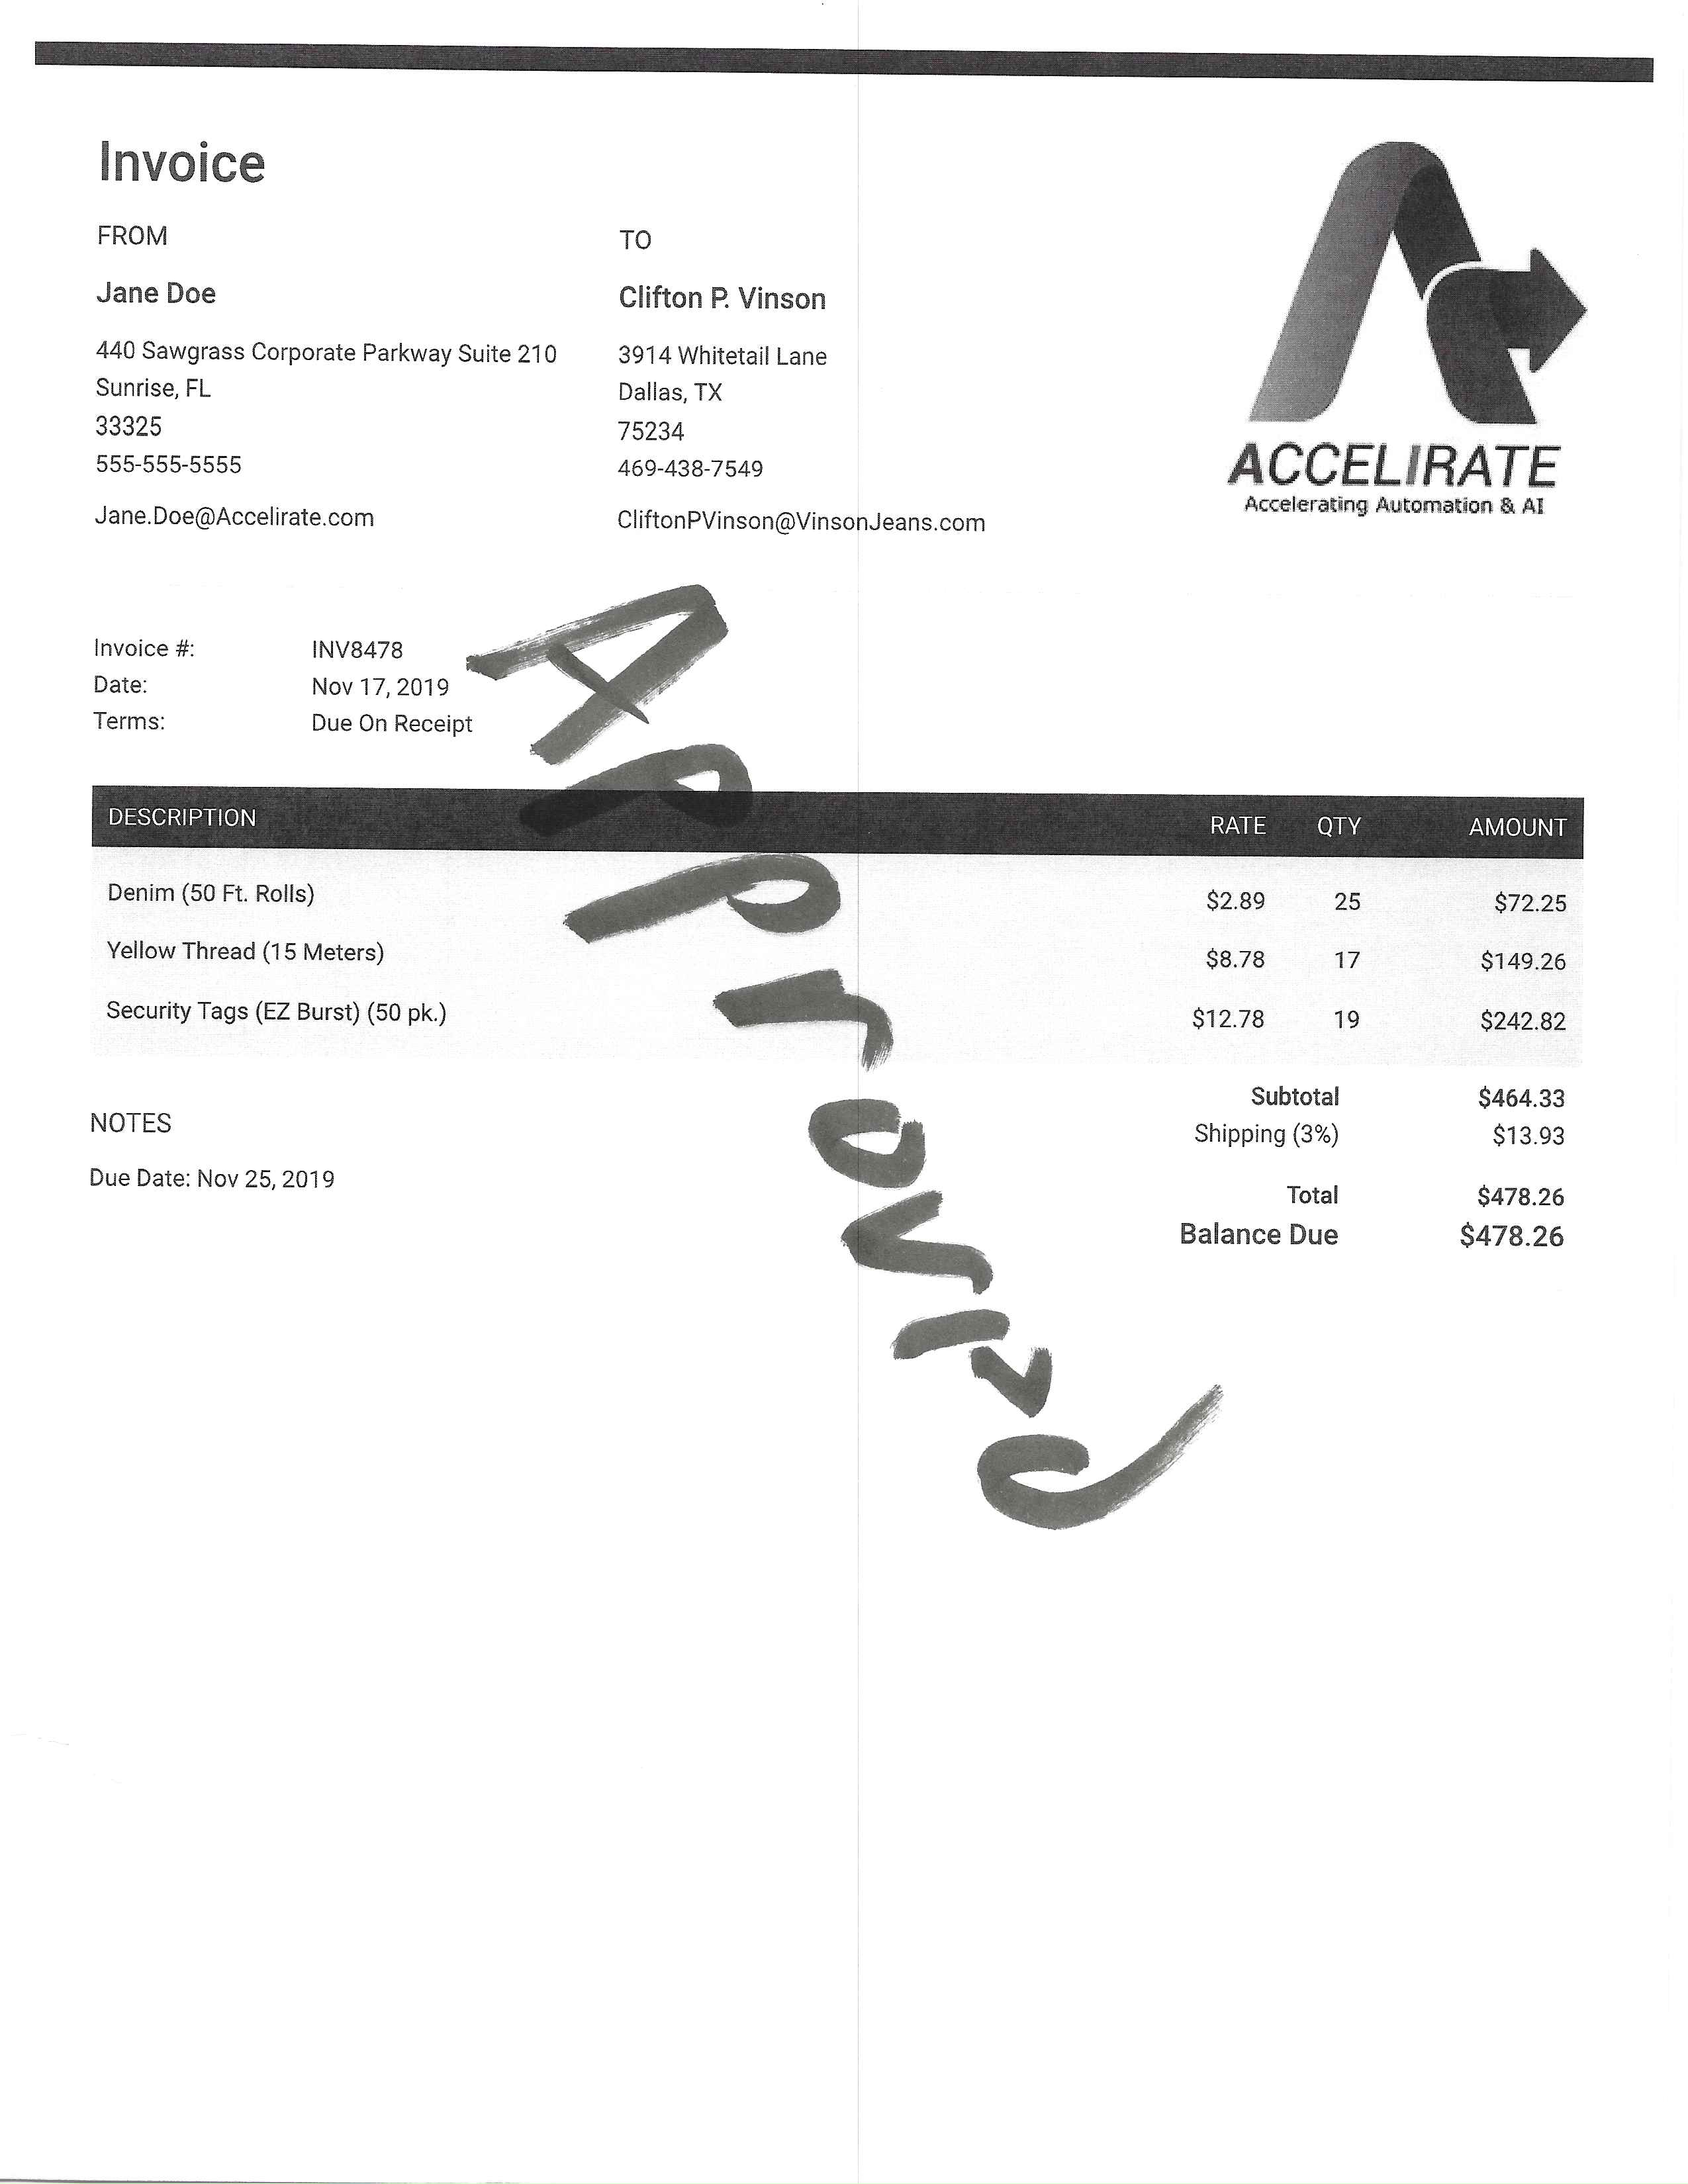 Invoice
FROM
Jane Doe
440 Sawgrass Corporate Parkway Suite 210
Sunrise, FL
33325
555-555-5555
Jane.Doe@Accelirate.com
TO
Clifton P. Vinson
3914 Whitetail Lane
Dallas, TX
75234
469-438-7549
CliftonPVinson@VinsonJeans.com
ACCELIRATE
Accelerating Automation & AI
Invoice #: INV8478
Date: Nov 17, 2019
Terms: Due On Receipt
DESCRIPTION RATE QTY AMOUNT
Denim (50 Ft. Rolls) $2.89 25 $72.25
Yellow Thread (15 Meters) $8.78 17 $149.26
Security Tags (EZ Burst) (50 pk.) $12.78 19 $242.82
Subtotal $464.33
Shipping (3%) $13.93
Total $478.26
Balance Due $478.26
NOTES
Due Date: Nov 25, 2019